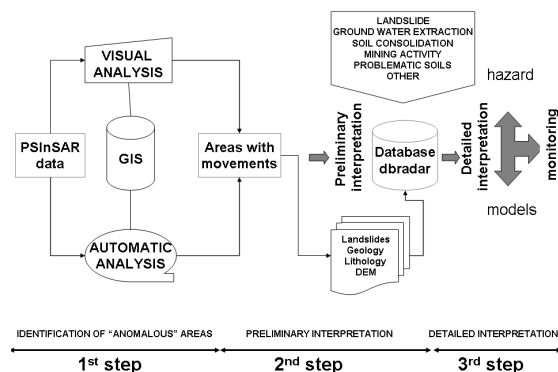 LANDSLIDE
GROUND WATER EXTRACTION
SOIL CONSOLIDATION
MINING ACTIVITY
PROBLEMATIC SOILS
OTHER
VISUAL
ANALYSIS
hazard
PSInSAR
data
GIS
Areas with
movements
Preliminary
interpretation
Database
dbradar
Detailed
interpretation
monitoring
models
AUTOMATIC
ANALYSIS
Landslides
Geology
Lithology
DEM
IDENTIFICATION OF "ANOMALOUS" AREAS
PRELIMINARY INTERPRETATION
DETAILED INTERPRETATION
1st step
2nd step
3rd step